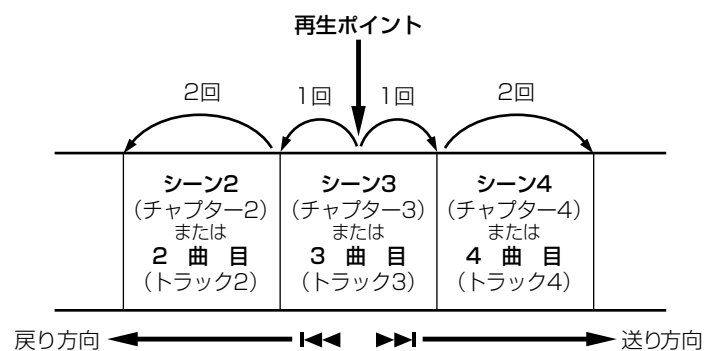 再生ポイント
2回
1回
1回
2回
シーン2
(チャプター2)
または
2 曲 目
(トラック2)
シーン3
(チャプター3)
または
3 曲 目
(トラック3)
シーン4
(チャプター4)
または
4 曲 目
(トラック4)
戻り方向
送り方向